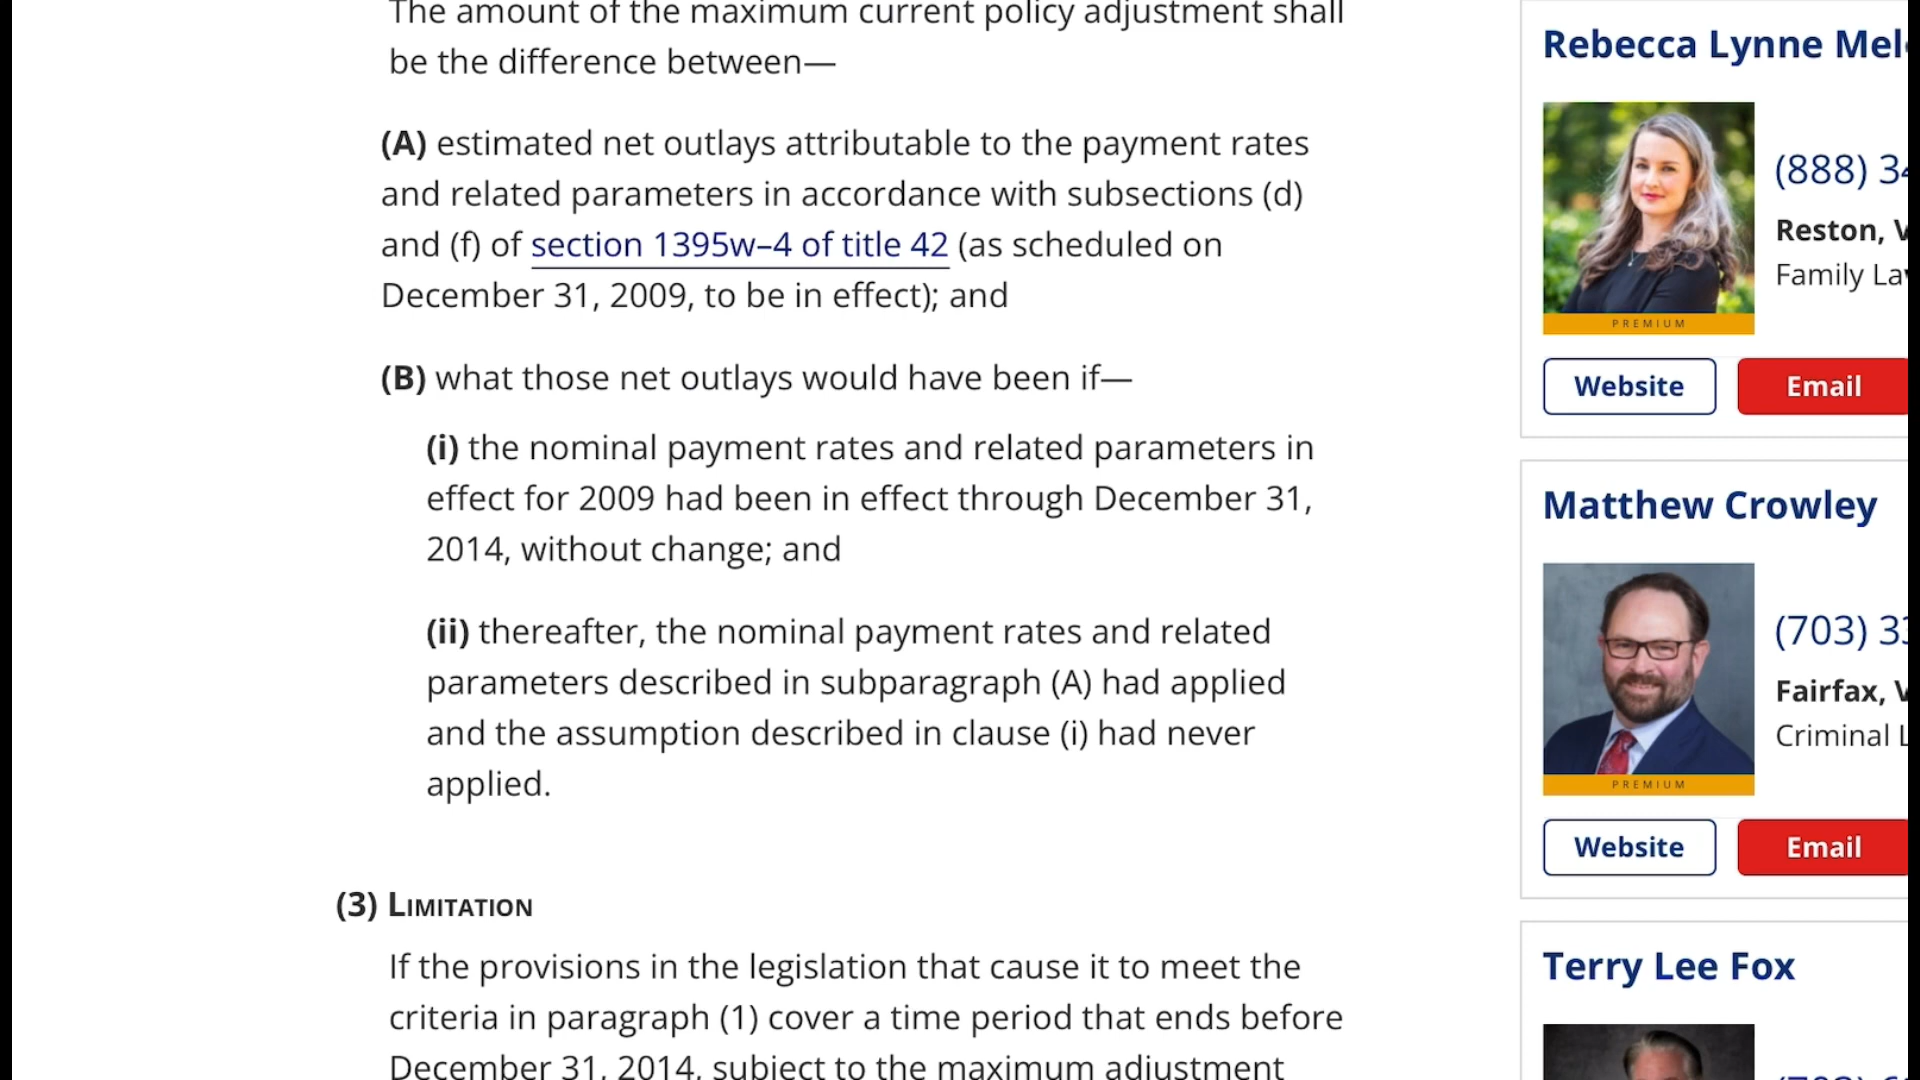 The amount of the maximum current policy adjustment shall
be the difference between—
(A) estimated net outlays attributable to the payment rates
and related parameters in accordance with subsections (d)
and (f) of section 1395w–4 of title 42 (as scheduled on
December 31, 2009, to be in effect); and
(B) what those net outlays would have been if—
(i) the nominal payment rates and related parameters in
effect for 2009 had been in effect through December 31,
2014, without change; and
(ii) thereafter, the nominal payment rates and related
parameters described in subparagraph (A) had applied
and the assumption described in clause (i) had never
applied.
(3) Limitation
If the provisions in the legislation that cause it to meet the
criteria in paragraph (1) cover a time period that ends before
December 31, 2014, subject to the maximum adjustment
Rebecca Lynne
(888)
Reston,
Family
PREMIUM
Website
Email
Matthew Crowley
(703)
Fairfax,
Criminal
PREMIUM
Website
Email
Terry Lee Fox